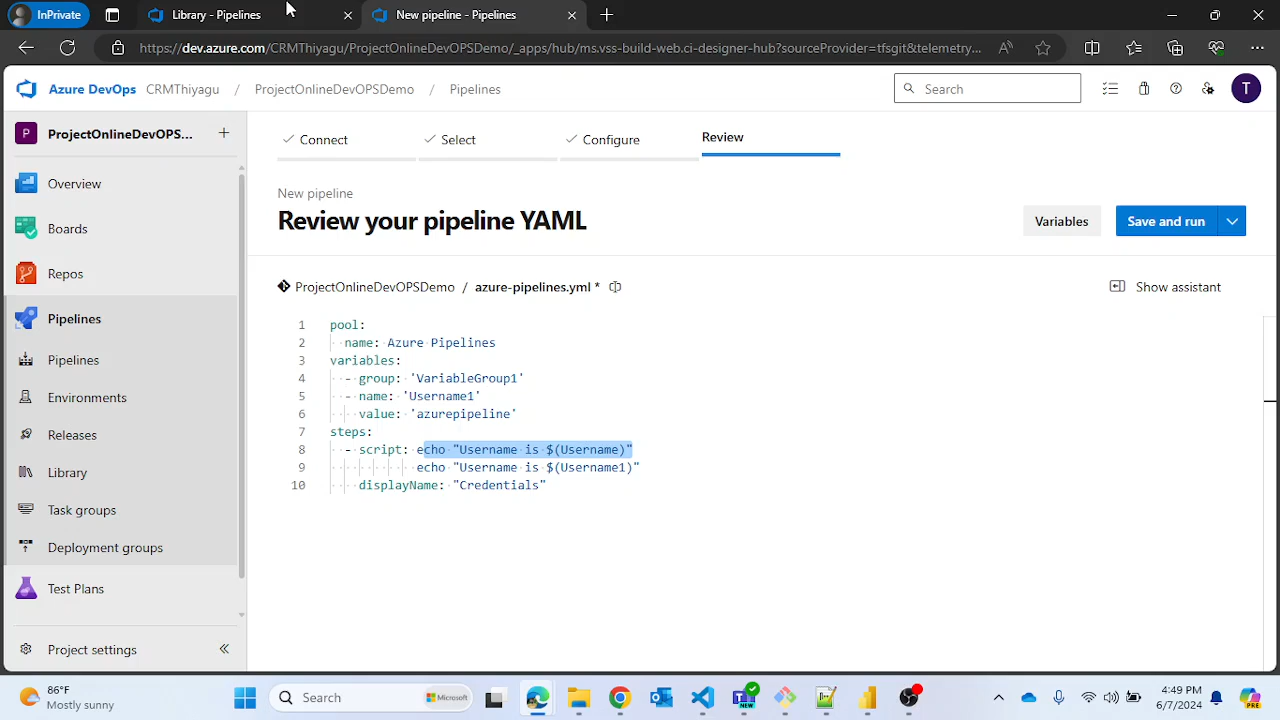 InPrivate
Library - Pipelines
New pipeline - Pipelines
https://dev.azure.com/CRMThiyagu/ProjectOnlineDevOPSDemo/_apps/hub/ms.vss-build-web.ci-designer-hub?sourceProvider=tfsgit&telemetry...
Azure DevOps CRMThiyagu / ProjectOnlineDevOPSDemo / Pipelines
Search
T
P ProjectOnlineDevOPS...
Overview
Boards
Repos
Pipelines
Pipelines
Environments
Releases
Library
Task groups
Deployment groups
Test Plans
Project settings
Connect
Select
Configure
Review
New pipeline
Review your pipeline YAML
Variables
Save and run
ProjectOnlineDevOPSDemo / azure-pipelines.yml *
Show assistant
1 pool:
2 name: Azure Pipelines
3 variables:
4 - group: 'VariableGroup1'
5 - name: 'Username1'
6 value: 'azurepipeline'
7 steps:
8 - script: echo "Username is $(Username)"
9 echo "Username is $(Username1)"
10 displayName: "Credentials"
86°F
Mostly sunny
Search
Microsoft
NEW
4:49 PM
6/7/2024
PRE